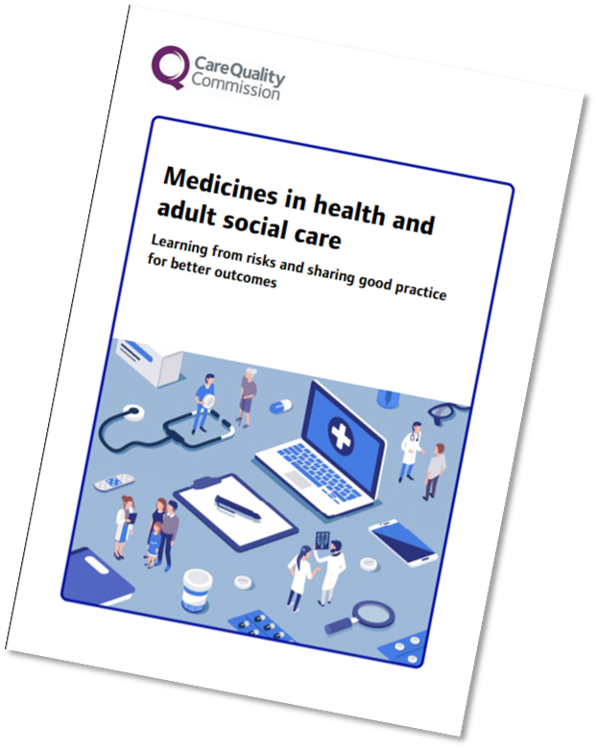 CareQuality
Commission
Medicines in health and
adult social care
Learning from risks and sharing good practice
for better outcomes